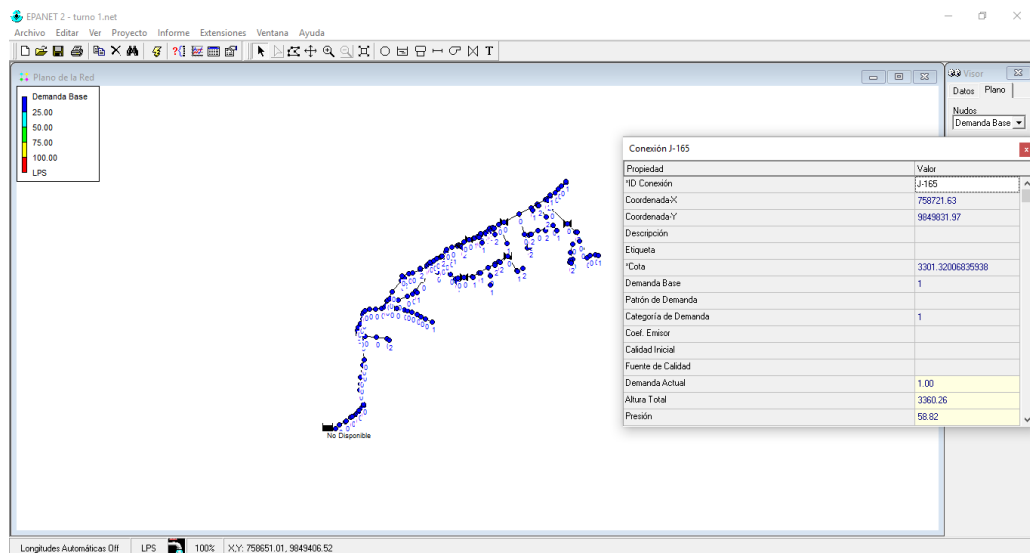 EPANET 2 - turno 1.net
Archivo Editar Ver Proyecto Informe Extensiones Ventana Ayuda
T
Plano de la Red
Demanda Base
25.00
50.00
75.00
100.00
LPS
No Disponible
Visor
Datos Plano
Nudos
Demanda Base
Conexión J-165
Propiedad Valor
*ID Conexión J-165
Coordenada-X 758721.63
Coordenada-Y 9849831.97
Descripción
Etiqueta
*Cota 3301.32006835938
Demanda Base 1
Patrón de Demanda
Categoría de Demanda 1
Coef. Emisor
Calidad Inicial
Fuente de Calidad
Demanda Actual 1.00
Altura Total 3360.26
Presión 58.82
Longitudes Automáticas Off LPS 100% X,Y: 758651.01, 9849406.52